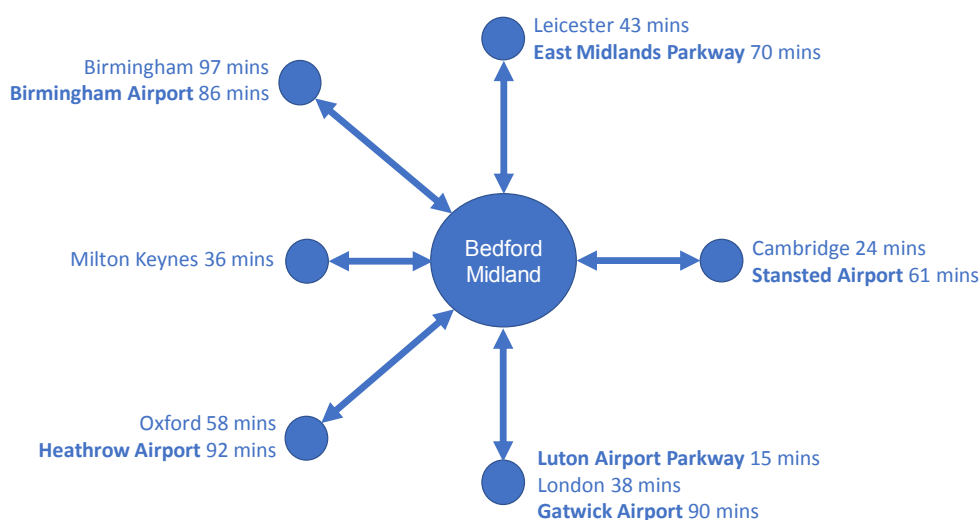 Leicester 43 mins
East Midlands Parkway 70 mins
Birmingham 97 mins
Birmingham Airport 86 mins
Bedford
Midland
Milton Keynes 36 mins
Cambridge 24 mins
Stansted Airport 61 mins
Oxford 58 mins
Heathrow Airport 92 mins
Luton Airport Parkway 15 mins
London 38 mins
Gatwick Airport 90 mins